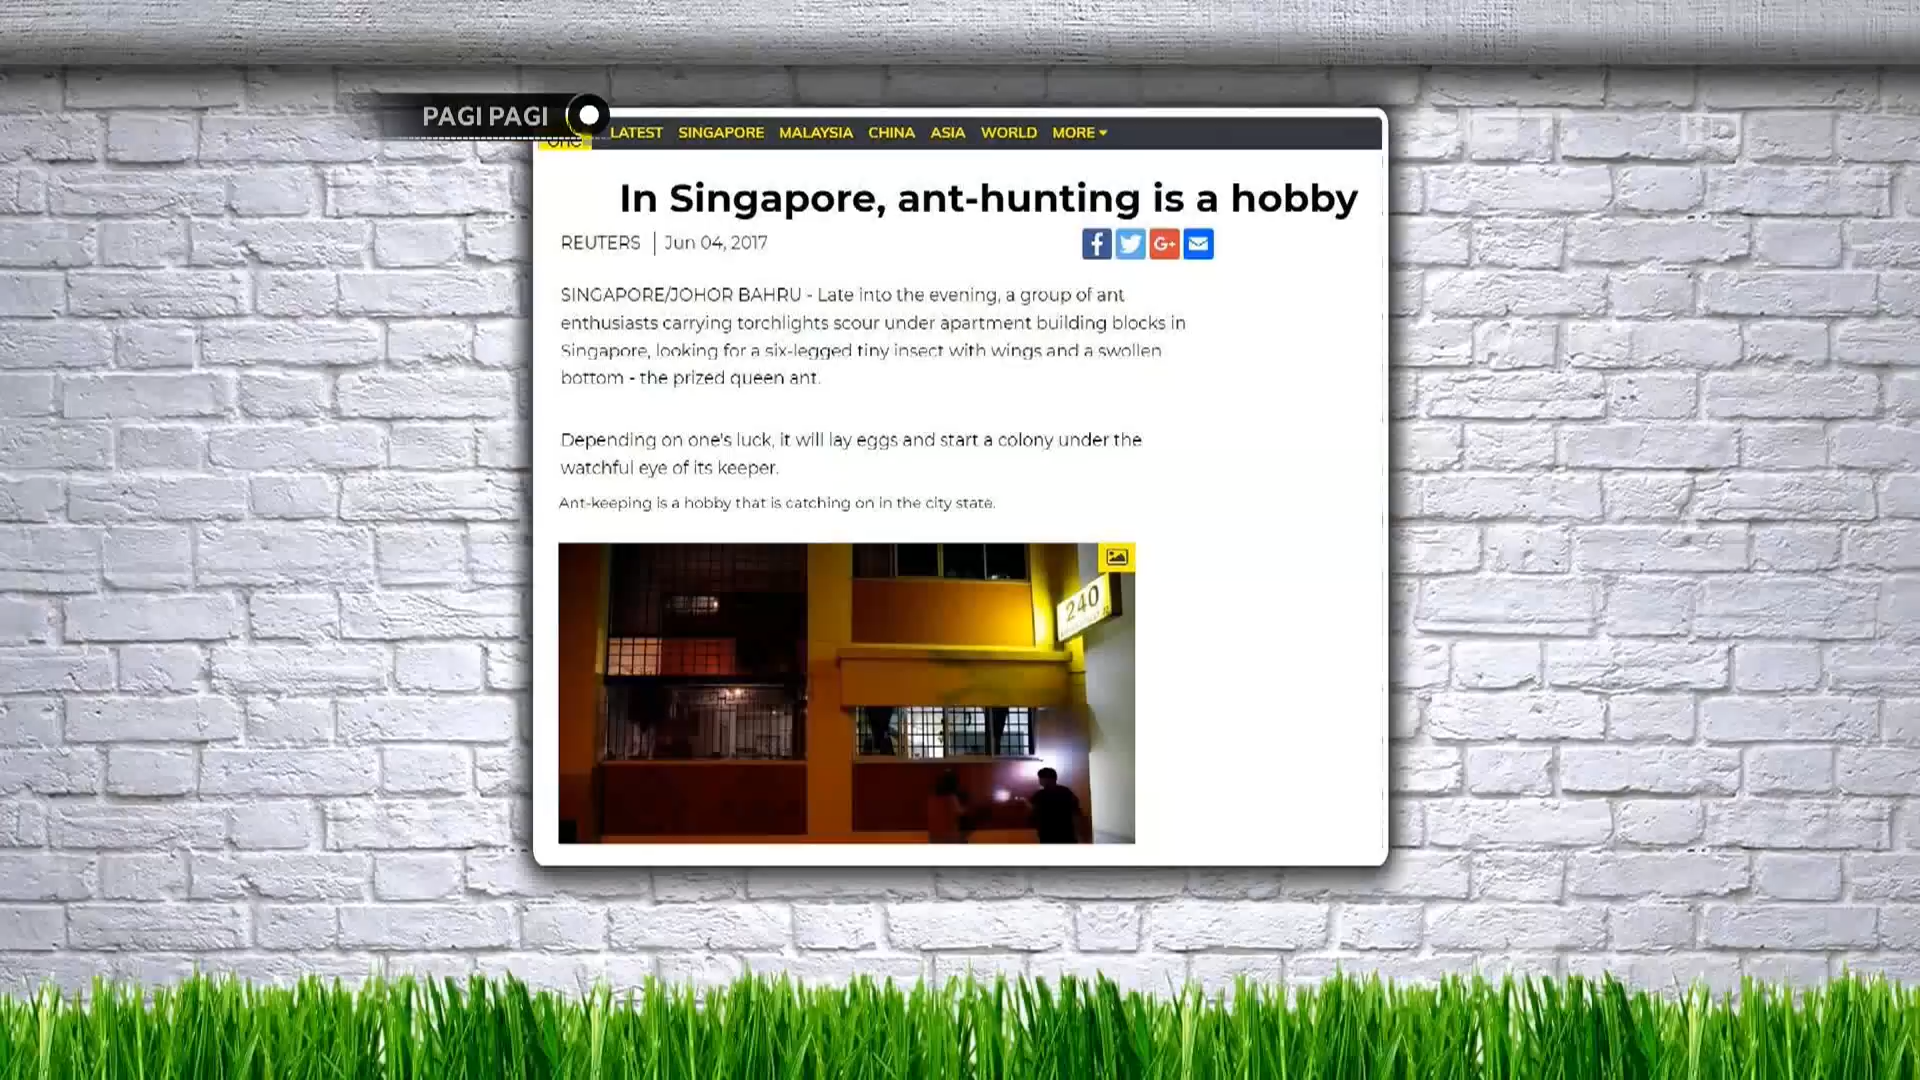 PAGI PAGI
one
LATEST SINGAPORE MALAYSIA CHINA ASIA WORLD MORE
In Singapore, ant-hunting is a hobby
REUTERS | Jun 04, 2017
SINGAPORE/JOHOR BAHRU - Late into the evening, a group of ant
enthusiasts carrying torchlights scour under apartment building blocks in
Singapore, looking for a six-legged tiny insect with wings and a swollen
bottom - the prized queen ant.
Depending on one's luck, it will lay eggs and start a colony under the
watchful eye of its keeper.
Ant-keeping is a hobby that is catching on in the city state.
240